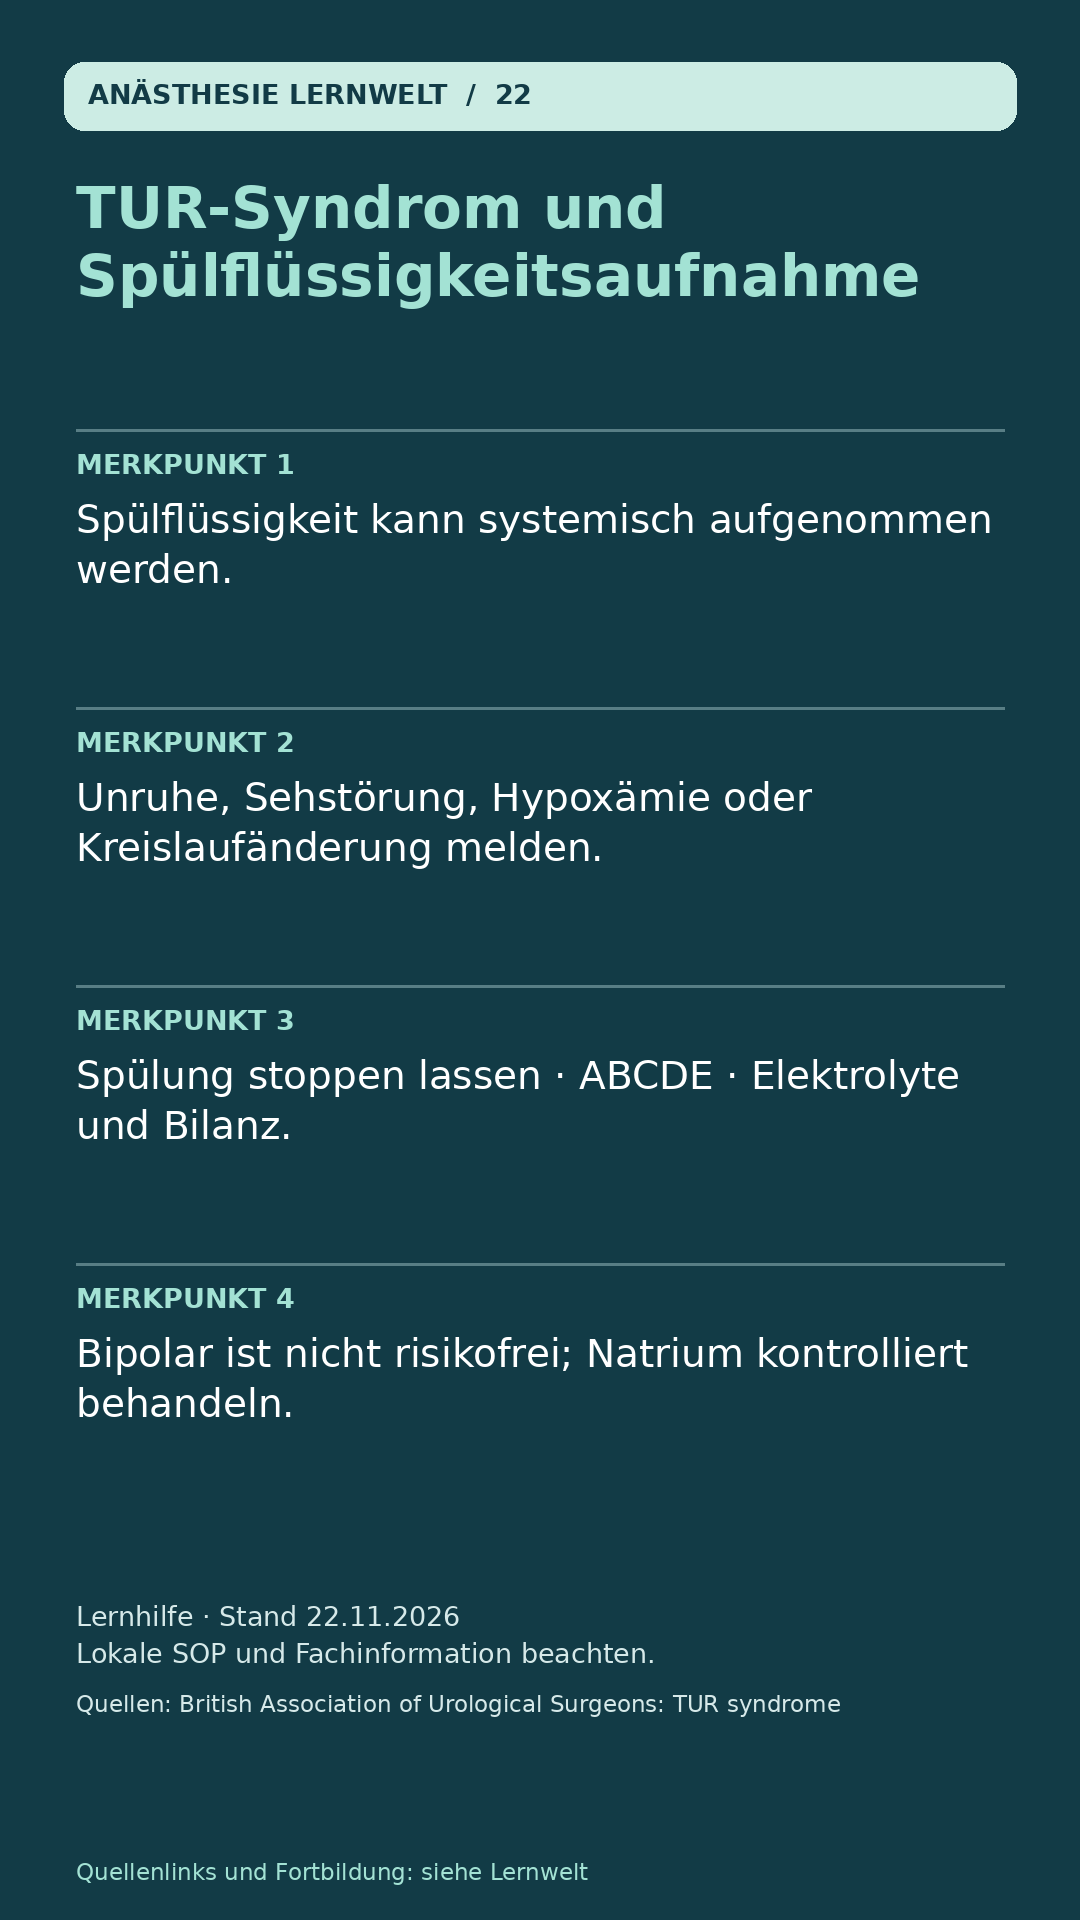 ANÄSTHESIE LERNWELT / 22
TUR-Syndrom und
Spülflüssigkeitsaufnahme
MERKPUNKT 1
Spülflüssigkeit kann systemisch aufgenommen
werden.
MERKPUNKT 2
Unruhe, Sehstörung, Hypoxämie oder
Kreislaufänderung melden.
MERKPUNKT 3
Spülung stoppen lassen · ABCDE · Elektrolyte
und Bilanz.
MERKPUNKT 4
Bipolar ist nicht risikofrei; Natrium kontrolliert
behandeln.
Lernhilfe · Stand 22.11.2026
Lokale SOP und Fachinformation beachten.
Quellen: British Association of Urological Surgeons: TUR syndrome
Quellenlinks und Fortbildung: siehe Lernwelt